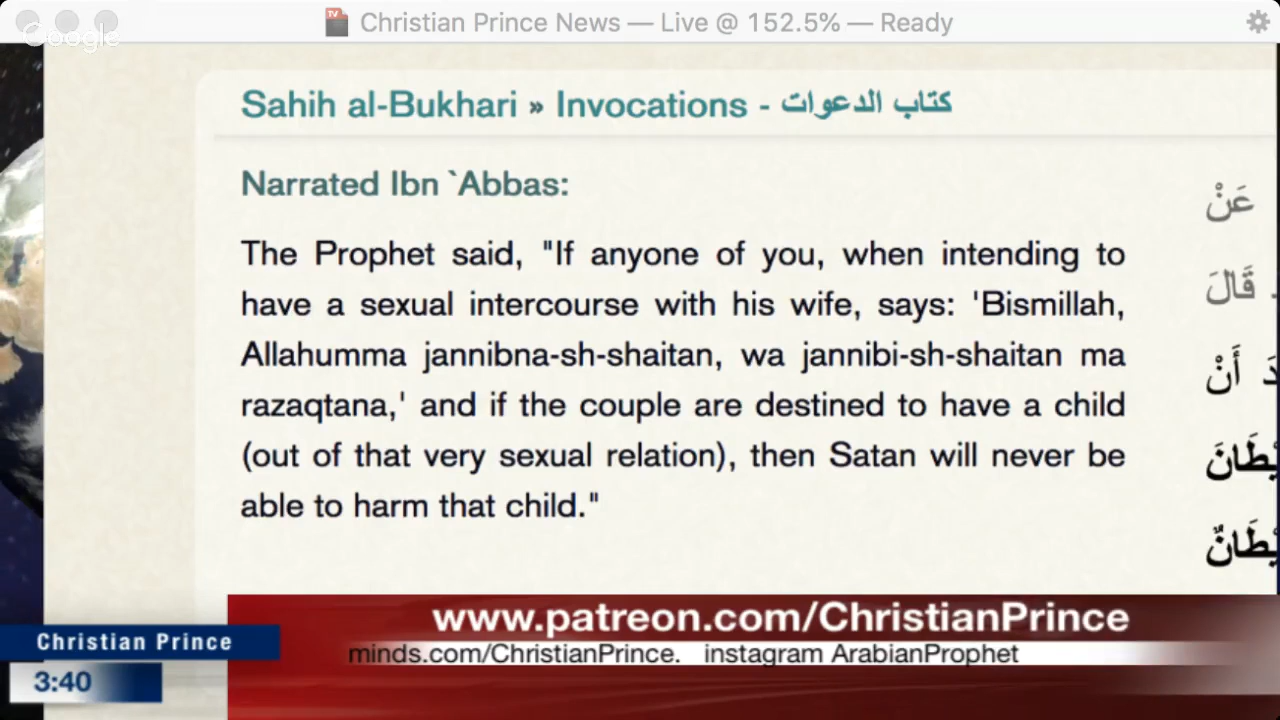 Christian Prince News — Live @ 152.5% — Ready
Google
TV
Sahih al-Bukhari » Invocations - كتاب الدعوات
Narrated Ibn `Abbas:
The Prophet said, "If anyone of you, when intending to
have a sexual intercourse with his wife, says: 'Bismillah,
Allahumma jannibna-sh-shaitan, wa jannibi-sh-shaitan ma
razaqtana,' and if the couple are destined to have a child
(out of that very sexual relation), then Satan will never be
able to harm that child."
عَنْ
قَالَ
أَنْ
www.patreon.com/ChristianPrince
Christian Prince
minds.com/ChristianPrince. instagram ArabianProphet
3:40